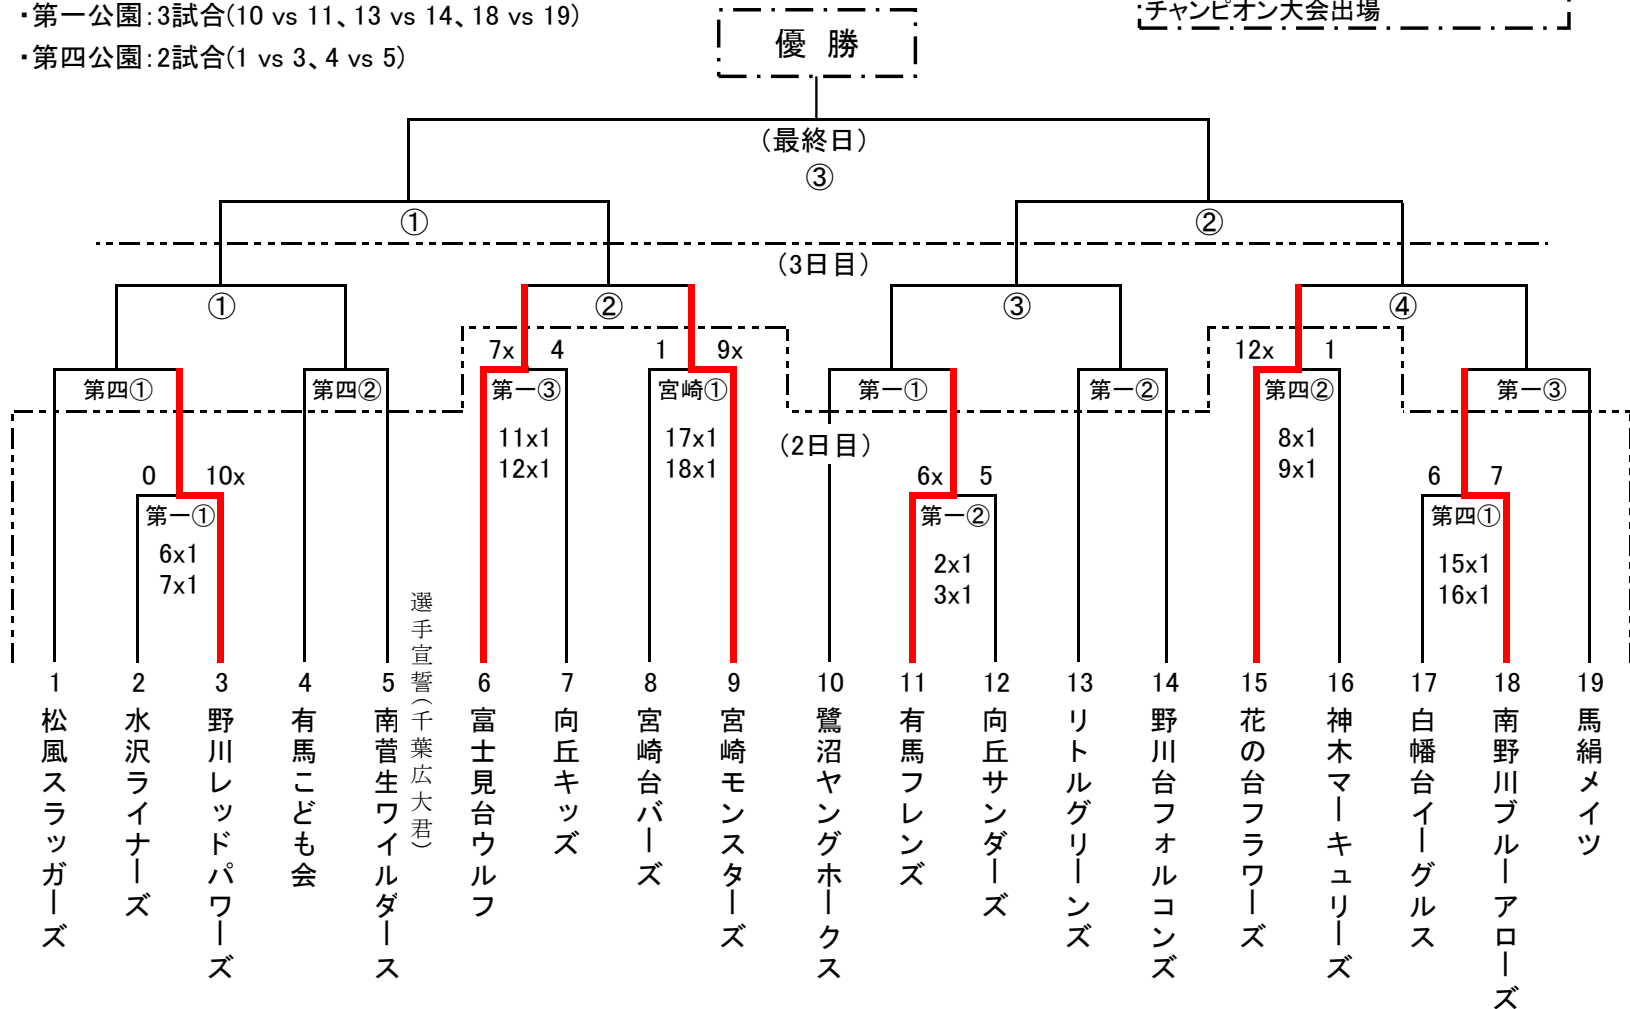 ・第一公園：3試合(10 vs 11、13 vs 14、18 vs 19)
・第四公園：2試合(1 vs 3、4 vs 5)
・チャンピオン大会出場
優 勝
（最終日）
③
① ②
（3日目）
① ② ③ ④
7x 4 1 9x 12x 1
第四① 第四② 第一③ 宮崎① 第一① 第一② 第四② 第一③
11x1 17x1 8x1
12x1 18x1 9x1
（2日目）
0 10x 6x 5 6 7
第一① 第一② 第四①
6x1 2x1 15x1
7x1 3x1 16x1
1 2 3 4 5 6 7 8 9 10 11 12 13 14 15 16 17 18 19
松風スラッガーズ
水沢ライナーズ
野川レッドパワーズ
有馬こども会
南菅生ワイルダース
選手宣誓（千葉広大君）
富士見台ウルフ
向丘キッズ
宮崎台バーズ
宮崎モンスターズ
鷺沼ヤングホークス
有馬フレンズ
向丘サンダーズ
リトルグリーンズ
野川台フォルコンズ
花の台フラワーズ
神木マーキュリーズ
白幡台イーグルス
南野川ブルーアローズ
馬絹メイツ